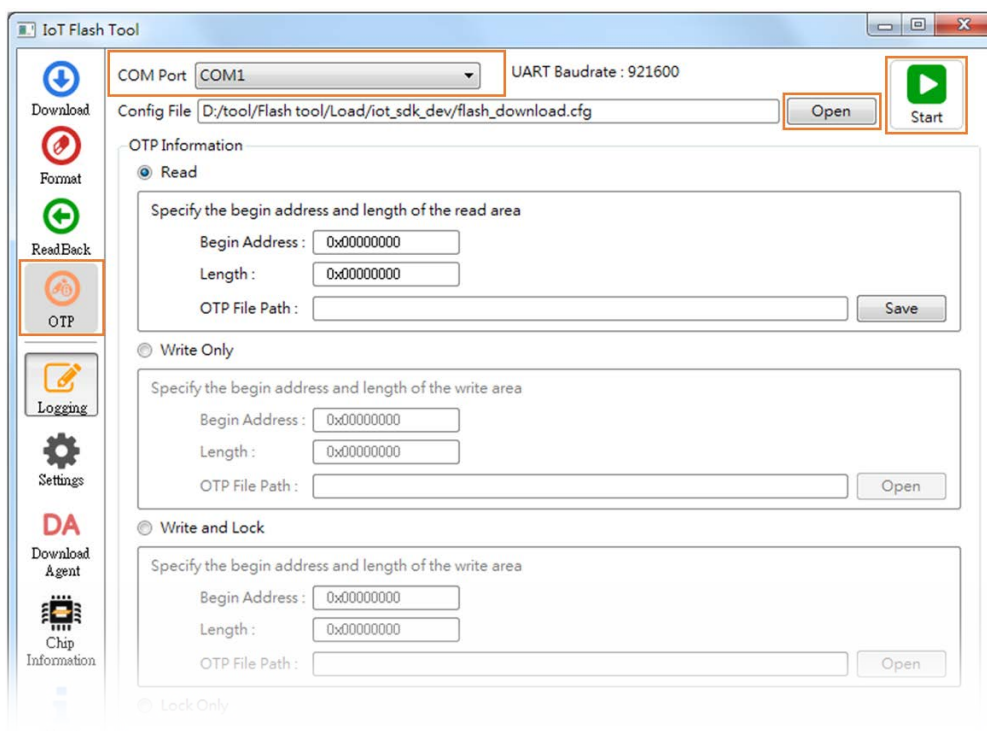 IoT Flash Tool
COM Port COM1 UART Baudrate : 921600
Config File D:/tool/Flash tool/Load/iot_sdk_dev/flash_download.cfg Open
Start
Download
Format
ReadBack
OTP
Logging
Settings
DA
Download
Agent
Chip
Information
OTP Information
Read
Specify the begin address and length of the read area
Begin Address : 0x00000000
Length : 0x00000000
OTP File Path : Save
Write Only
Specify the begin address and length of the write area
Begin Address : 0x00000000
Length : 0x00000000
OTP File Path : Open
Write and Lock
Specify the begin address and length of the write area
Begin Address : 0x00000000
Length : 0x00000000
OTP File Path : Open
Lock Only